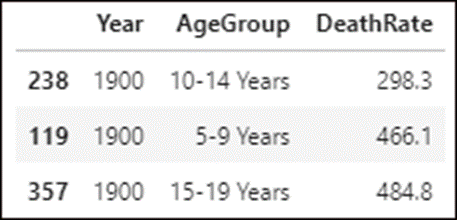 Year AgeGroup DeathRate
238 1900 10-14 Years 298.3
119 1900 5-9 Years 466.1
357 1900 15-19 Years 484.8